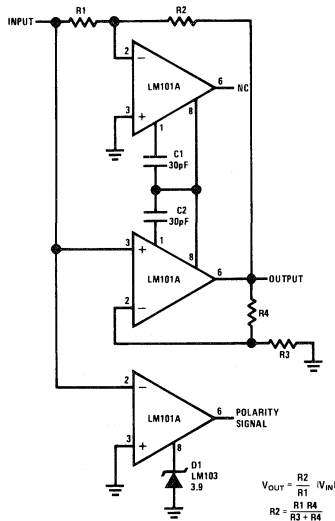 INPUT
R1
R2
2
LM101A
6
NC
3
1
8
C1
30pF
C2
30pF
1
3
8
LM101A
6
OUTPUT
2
R4
R3
2
LM101A
6
POLARITY
SIGNAL
3
8
D1
LM103
3.9
VOUT = R2/R1 |VIN|
R2 = R1 R4/R3 + R4